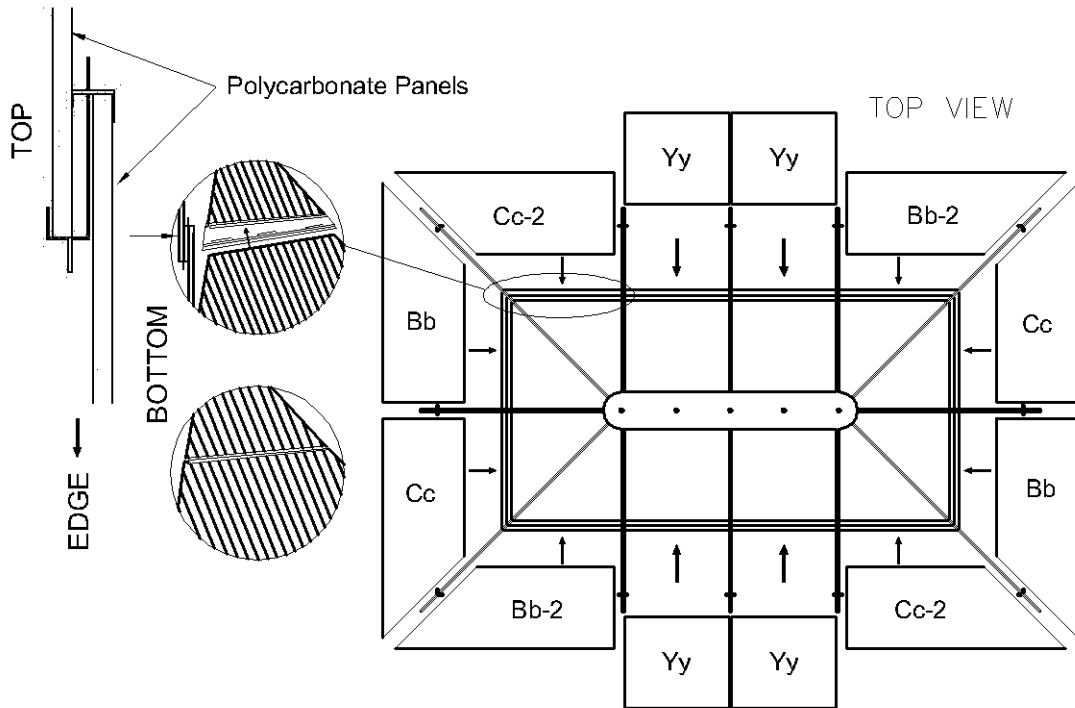 TOP
Polycarbonate Panels
BOTTOM
EDGE
TOP VIEW
Yy
Yy
Cc-2
Bb-2
Bb
Cc
Cc
Bb
Bb-2
Cc-2
Yy
Yy